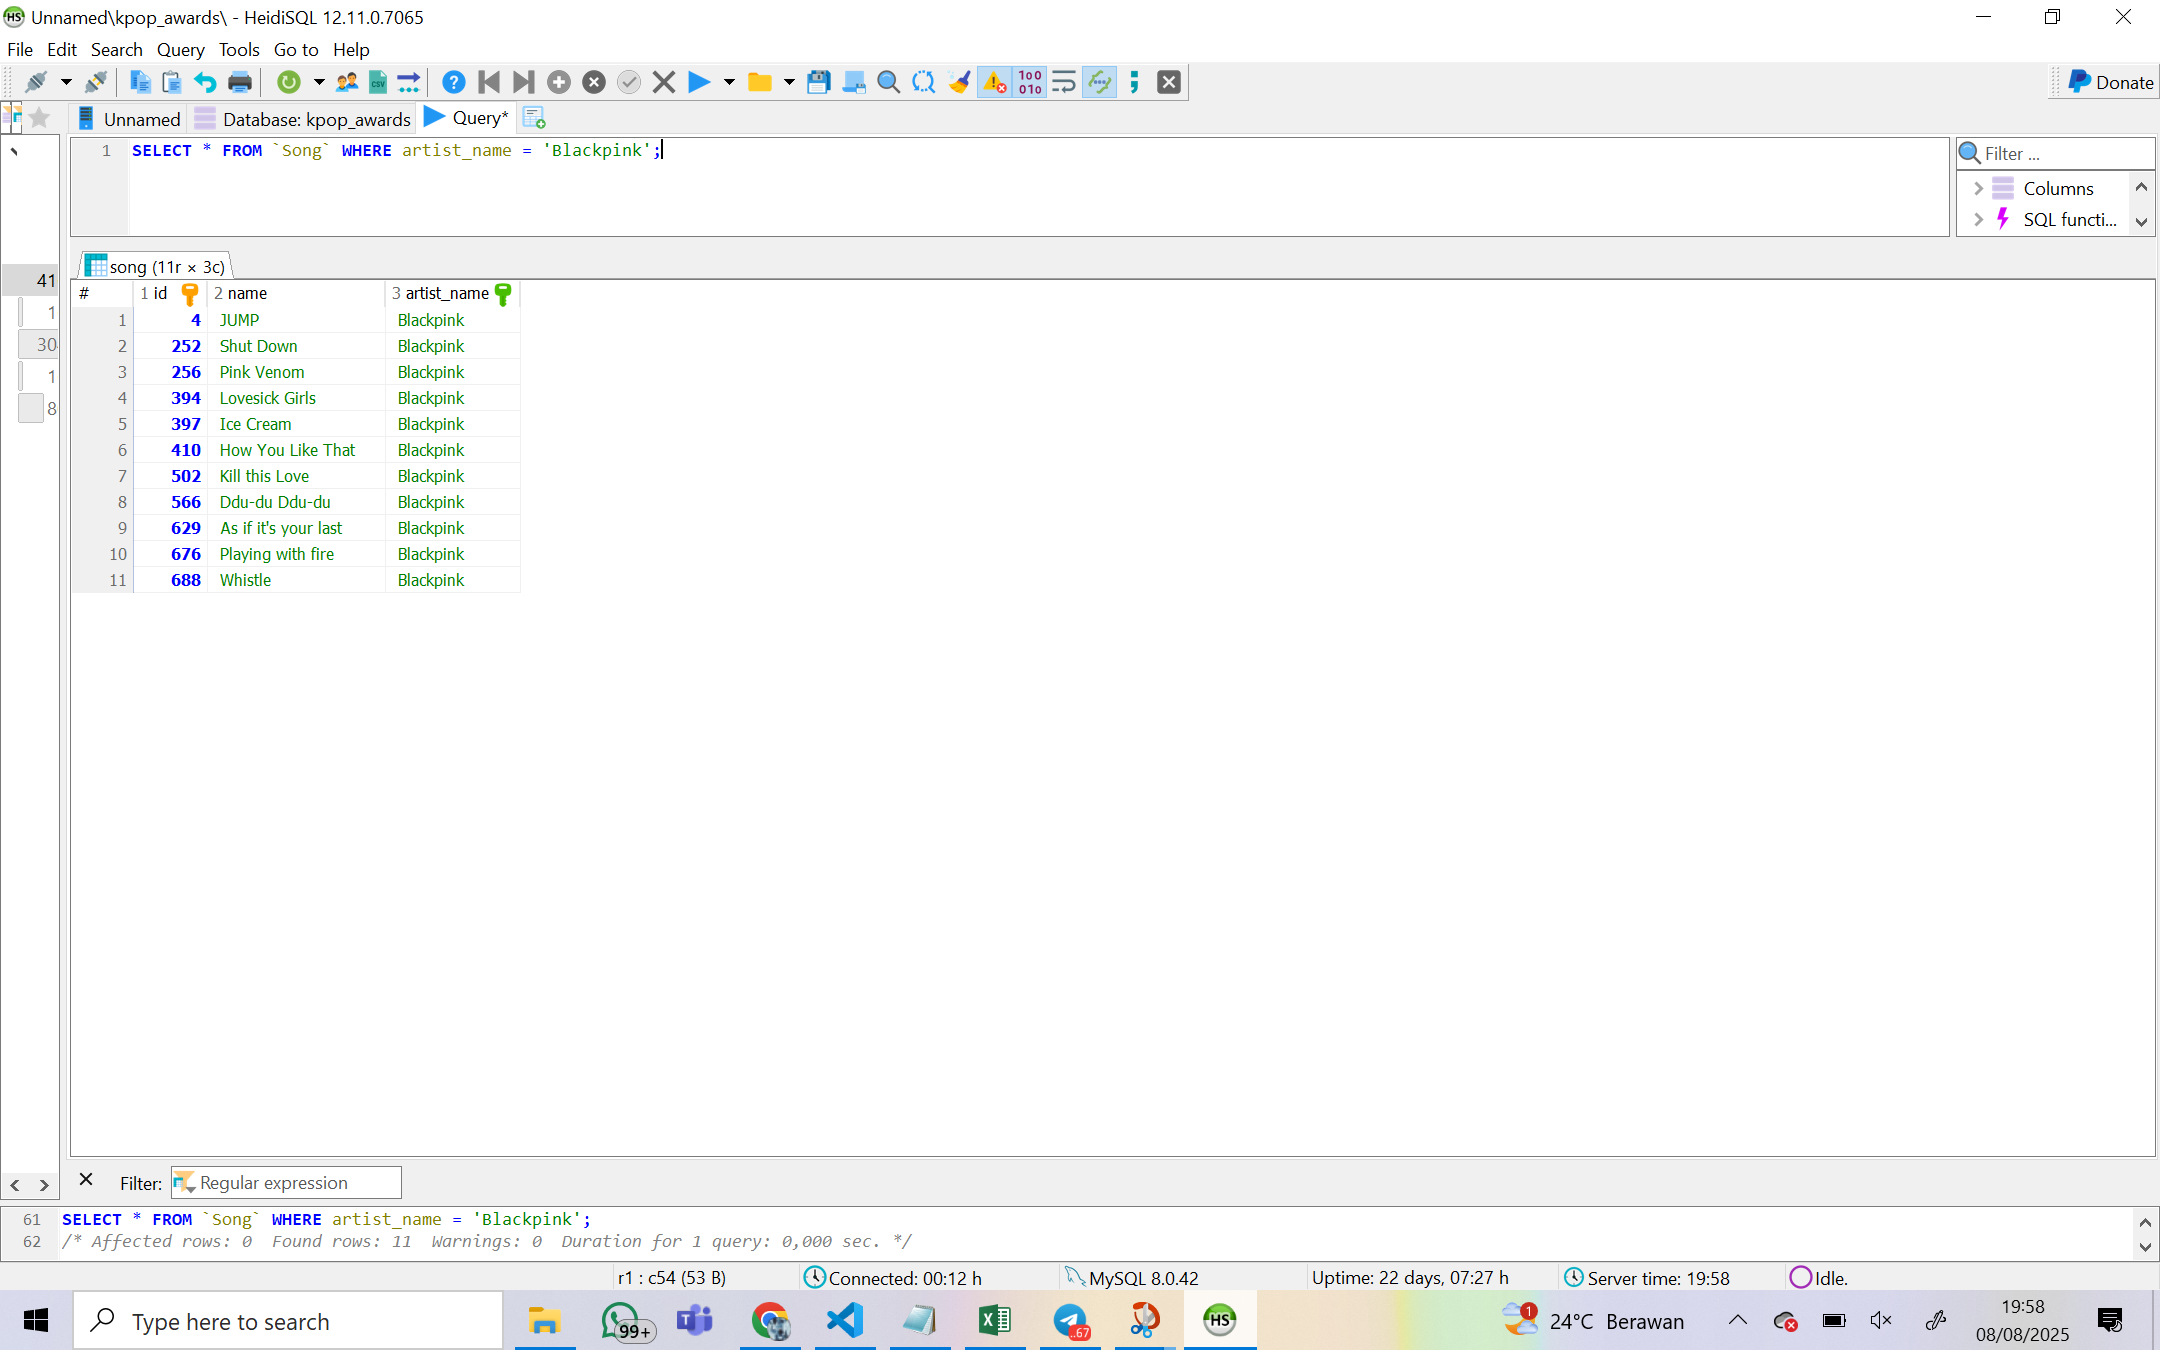 HS Unnamed\kpop_awards\ - HeidiSQL 12.11.0.7065
File Edit Search Query Tools Go to Help
Donate
Unnamed Database: kpop_awards Query*
1 SELECT * FROM `Song` WHERE artist_name = 'Blackpink';
Filter ...
Columns
SQL functi...
41
1
30
1
8
song (11r × 3c)
# 1 id 2 name 3 artist_name
1 4 JUMP Blackpink
2 252 Shut Down Blackpink
3 256 Pink Venom Blackpink
4 394 Lovesick Girls Blackpink
5 397 Ice Cream Blackpink
6 410 How You Like That Blackpink
7 502 Kill this Love Blackpink
8 566 Ddu-du Ddu-du Blackpink
9 629 As if it's your last Blackpink
10 676 Playing with fire Blackpink
11 688 Whistle Blackpink
Filter: Regular expression
61 SELECT * FROM `Song` WHERE artist_name = 'Blackpink';
62 /* Affected rows: 0 Found rows: 11 Warnings: 0 Duration for 1 query: 0,000 sec. */
r1 : c54 (53 B) Connected: 00:12 h MySQL 8.0.42 Uptime: 22 days, 07:27 h Server time: 19:58 Idle.
Type here to search 99+ ..67 HS 1 24°C Berawan 19:58
08/08/2025